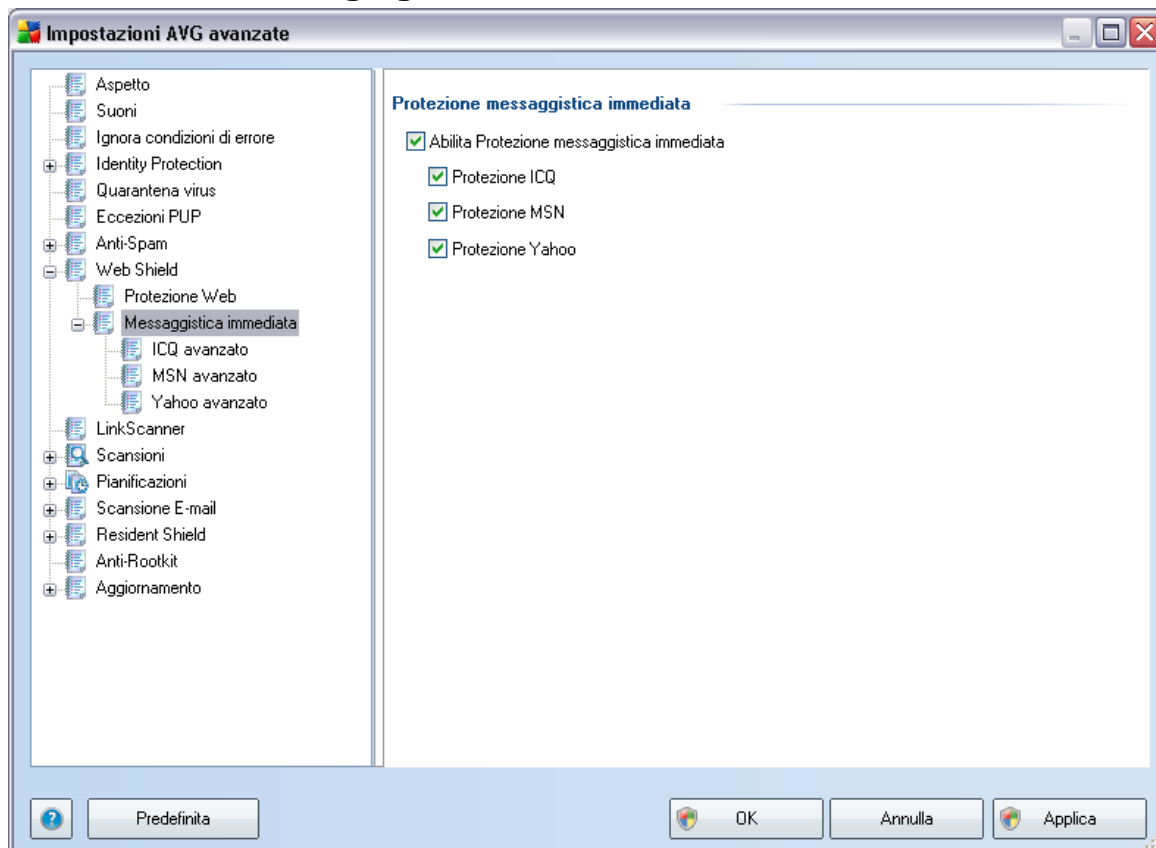 Impostazioni AVG avanzate
Aspetto
Suoni
Ignora condizioni di errore
Identity Protection
Quarantena virus
Eccezioni PUP
Anti-Spam
Web Shield
Protezione Web
Messaggistica immediata
ICQ avanzato
MSN avanzato
Yahoo avanzato
LinkScanner
Scansioni
Pianificazioni
Scansione E-mail
Resident Shield
Anti-Rootkit
Aggiornamento
Protezione messaggistica immediata
Abilita Protezione messaggistica immediata
Protezione ICQ
Protezione MSN
Protezione Yahoo
Predefinita
OK
Annulla
Applica